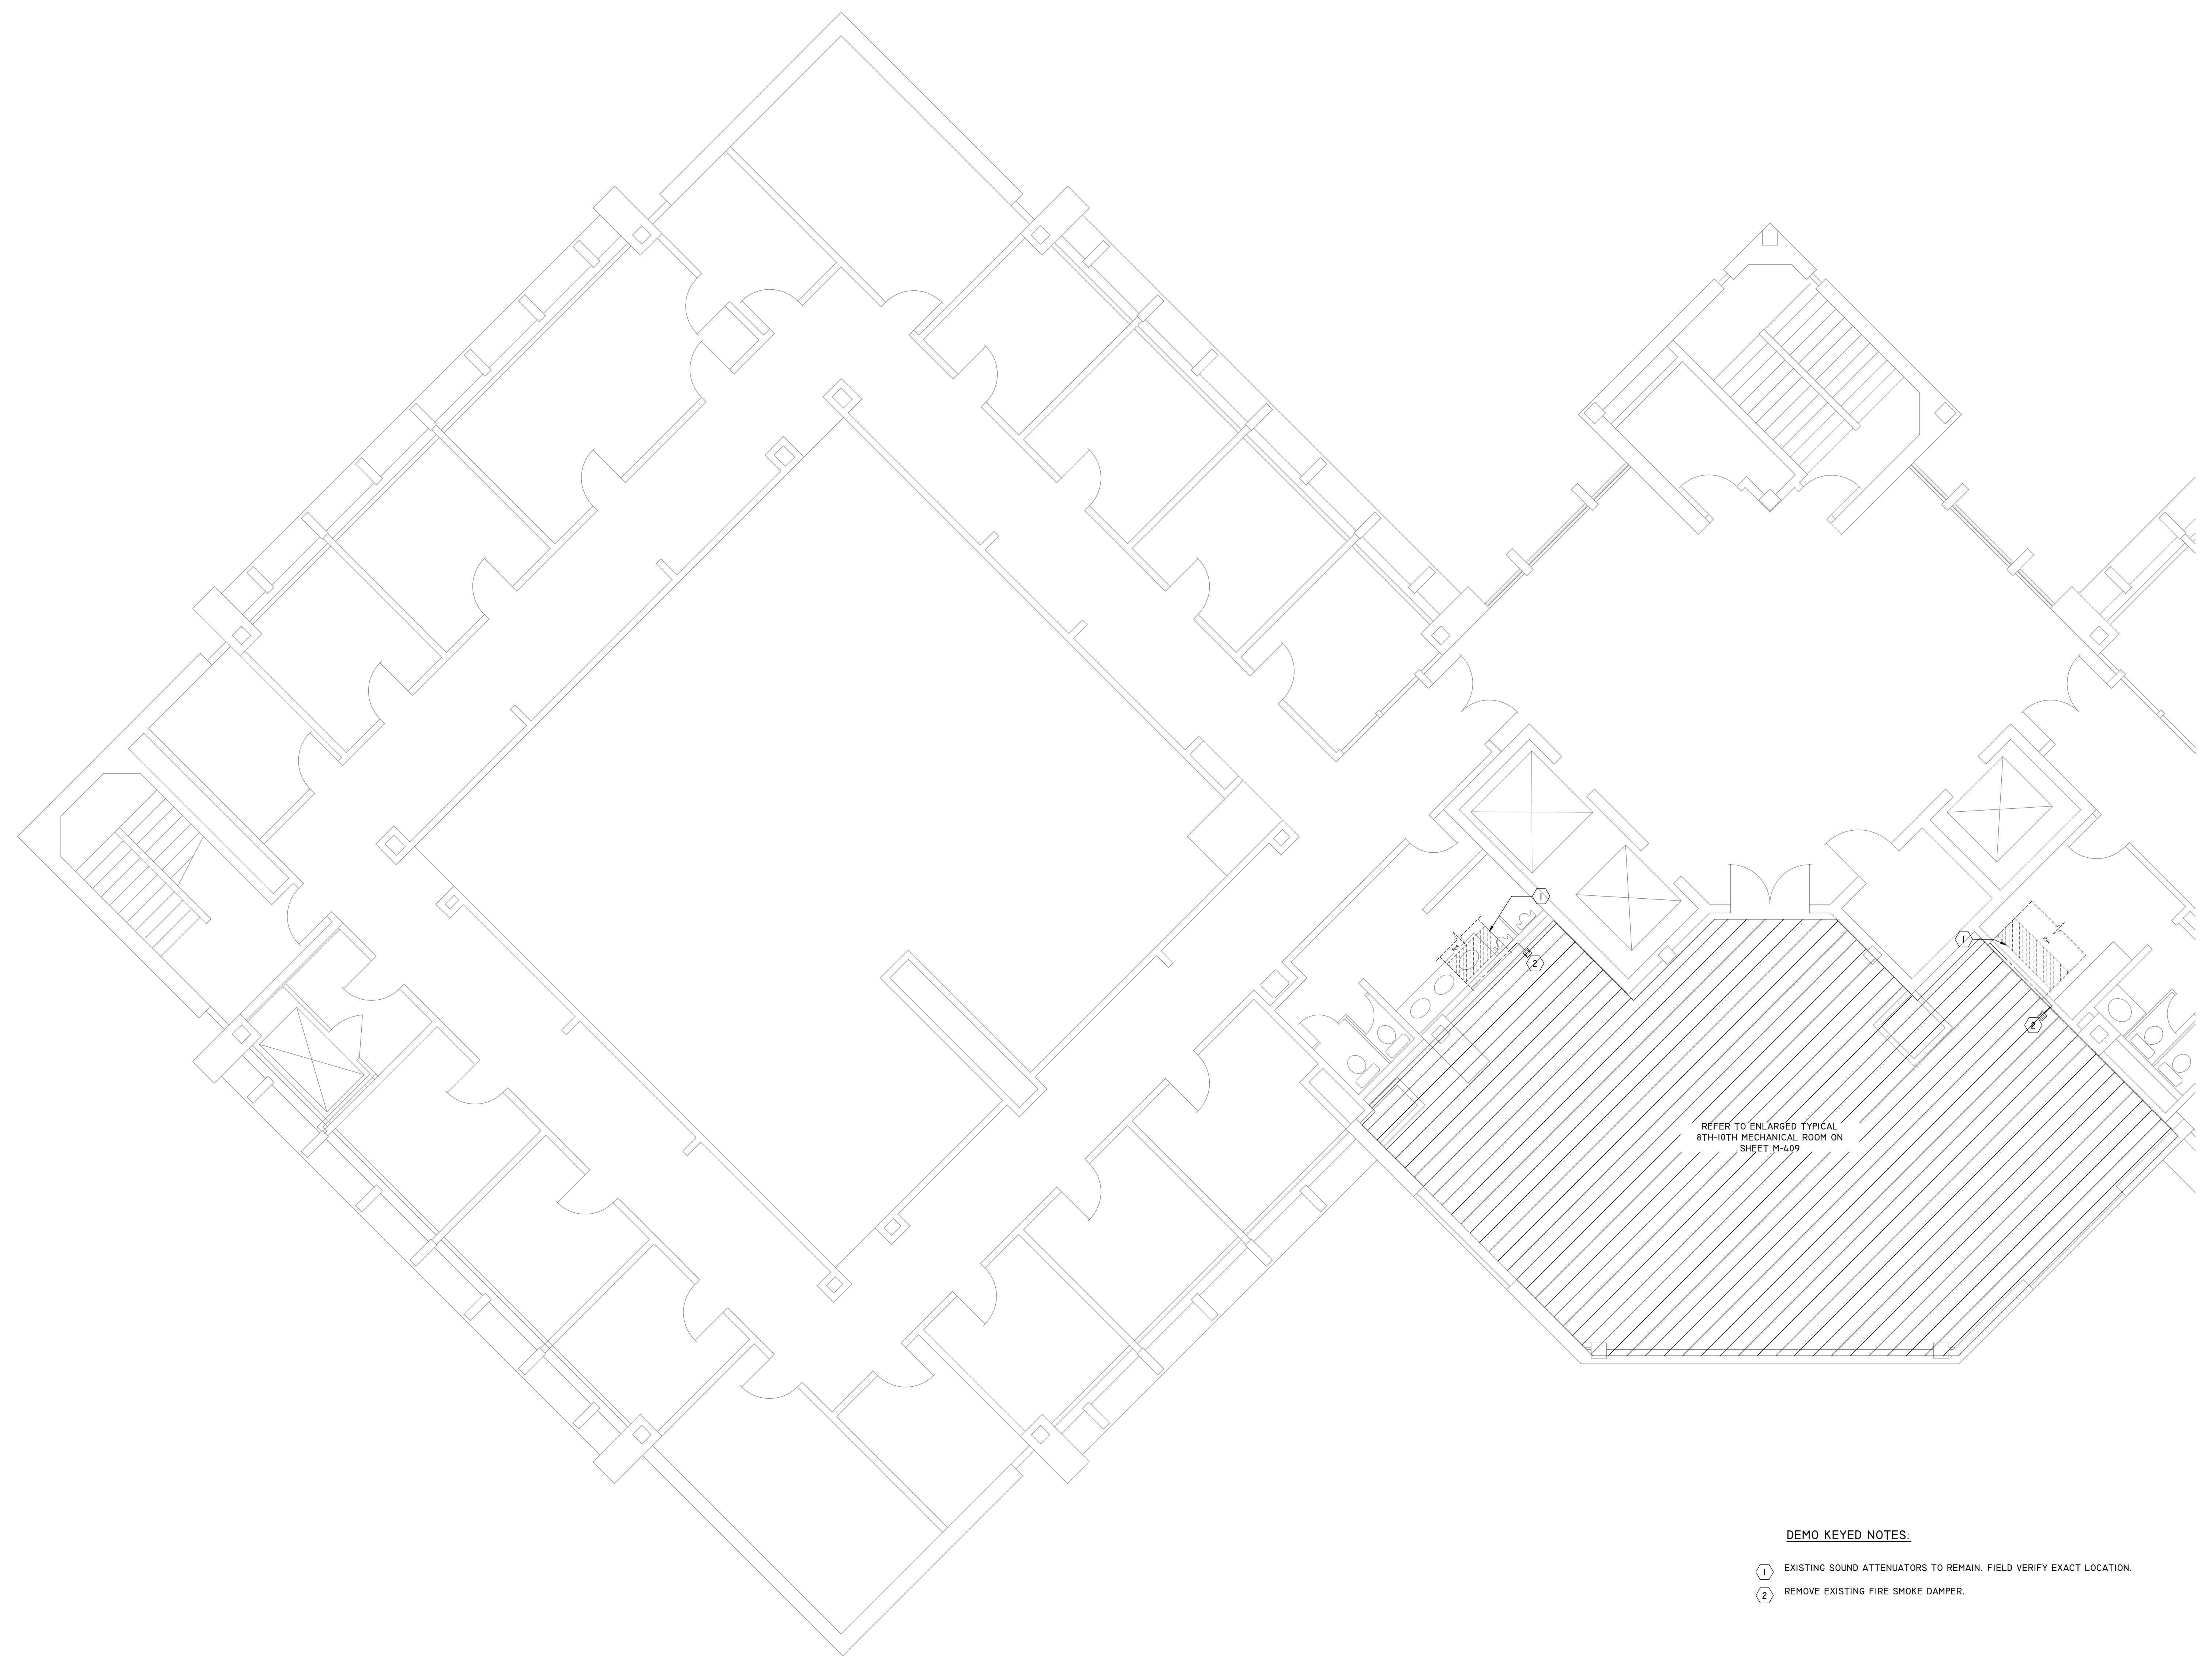 1
2
R/A
1
R/A
2
REFER TO ENLARGED TYPICAL
8TH-10TH MECHANICAL ROOM ON
SHEET M-409
DEMO KEYED NOTES:
1 EXISTING SOUND ATTENUATORS TO REMAIN. FIELD VERIFY EXACT LOCATION.
2 REMOVE EXISTING FIRE SMOKE DAMPER.